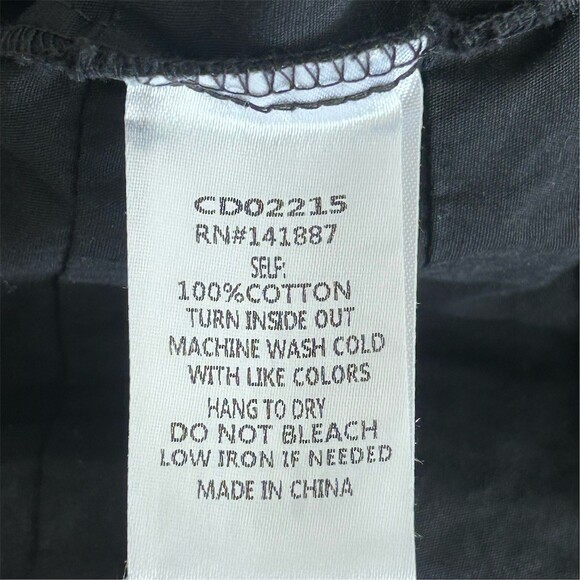 CD02215
RN#141887
SELF:
100%COTTON
TURN INSIDE OUT
MACHINE WASH COLD
WITH LIKE COLORS
HANG TO DRY
DO NOT BLEACH
LOW IRON IF NEEDED
MADE IN CHINA